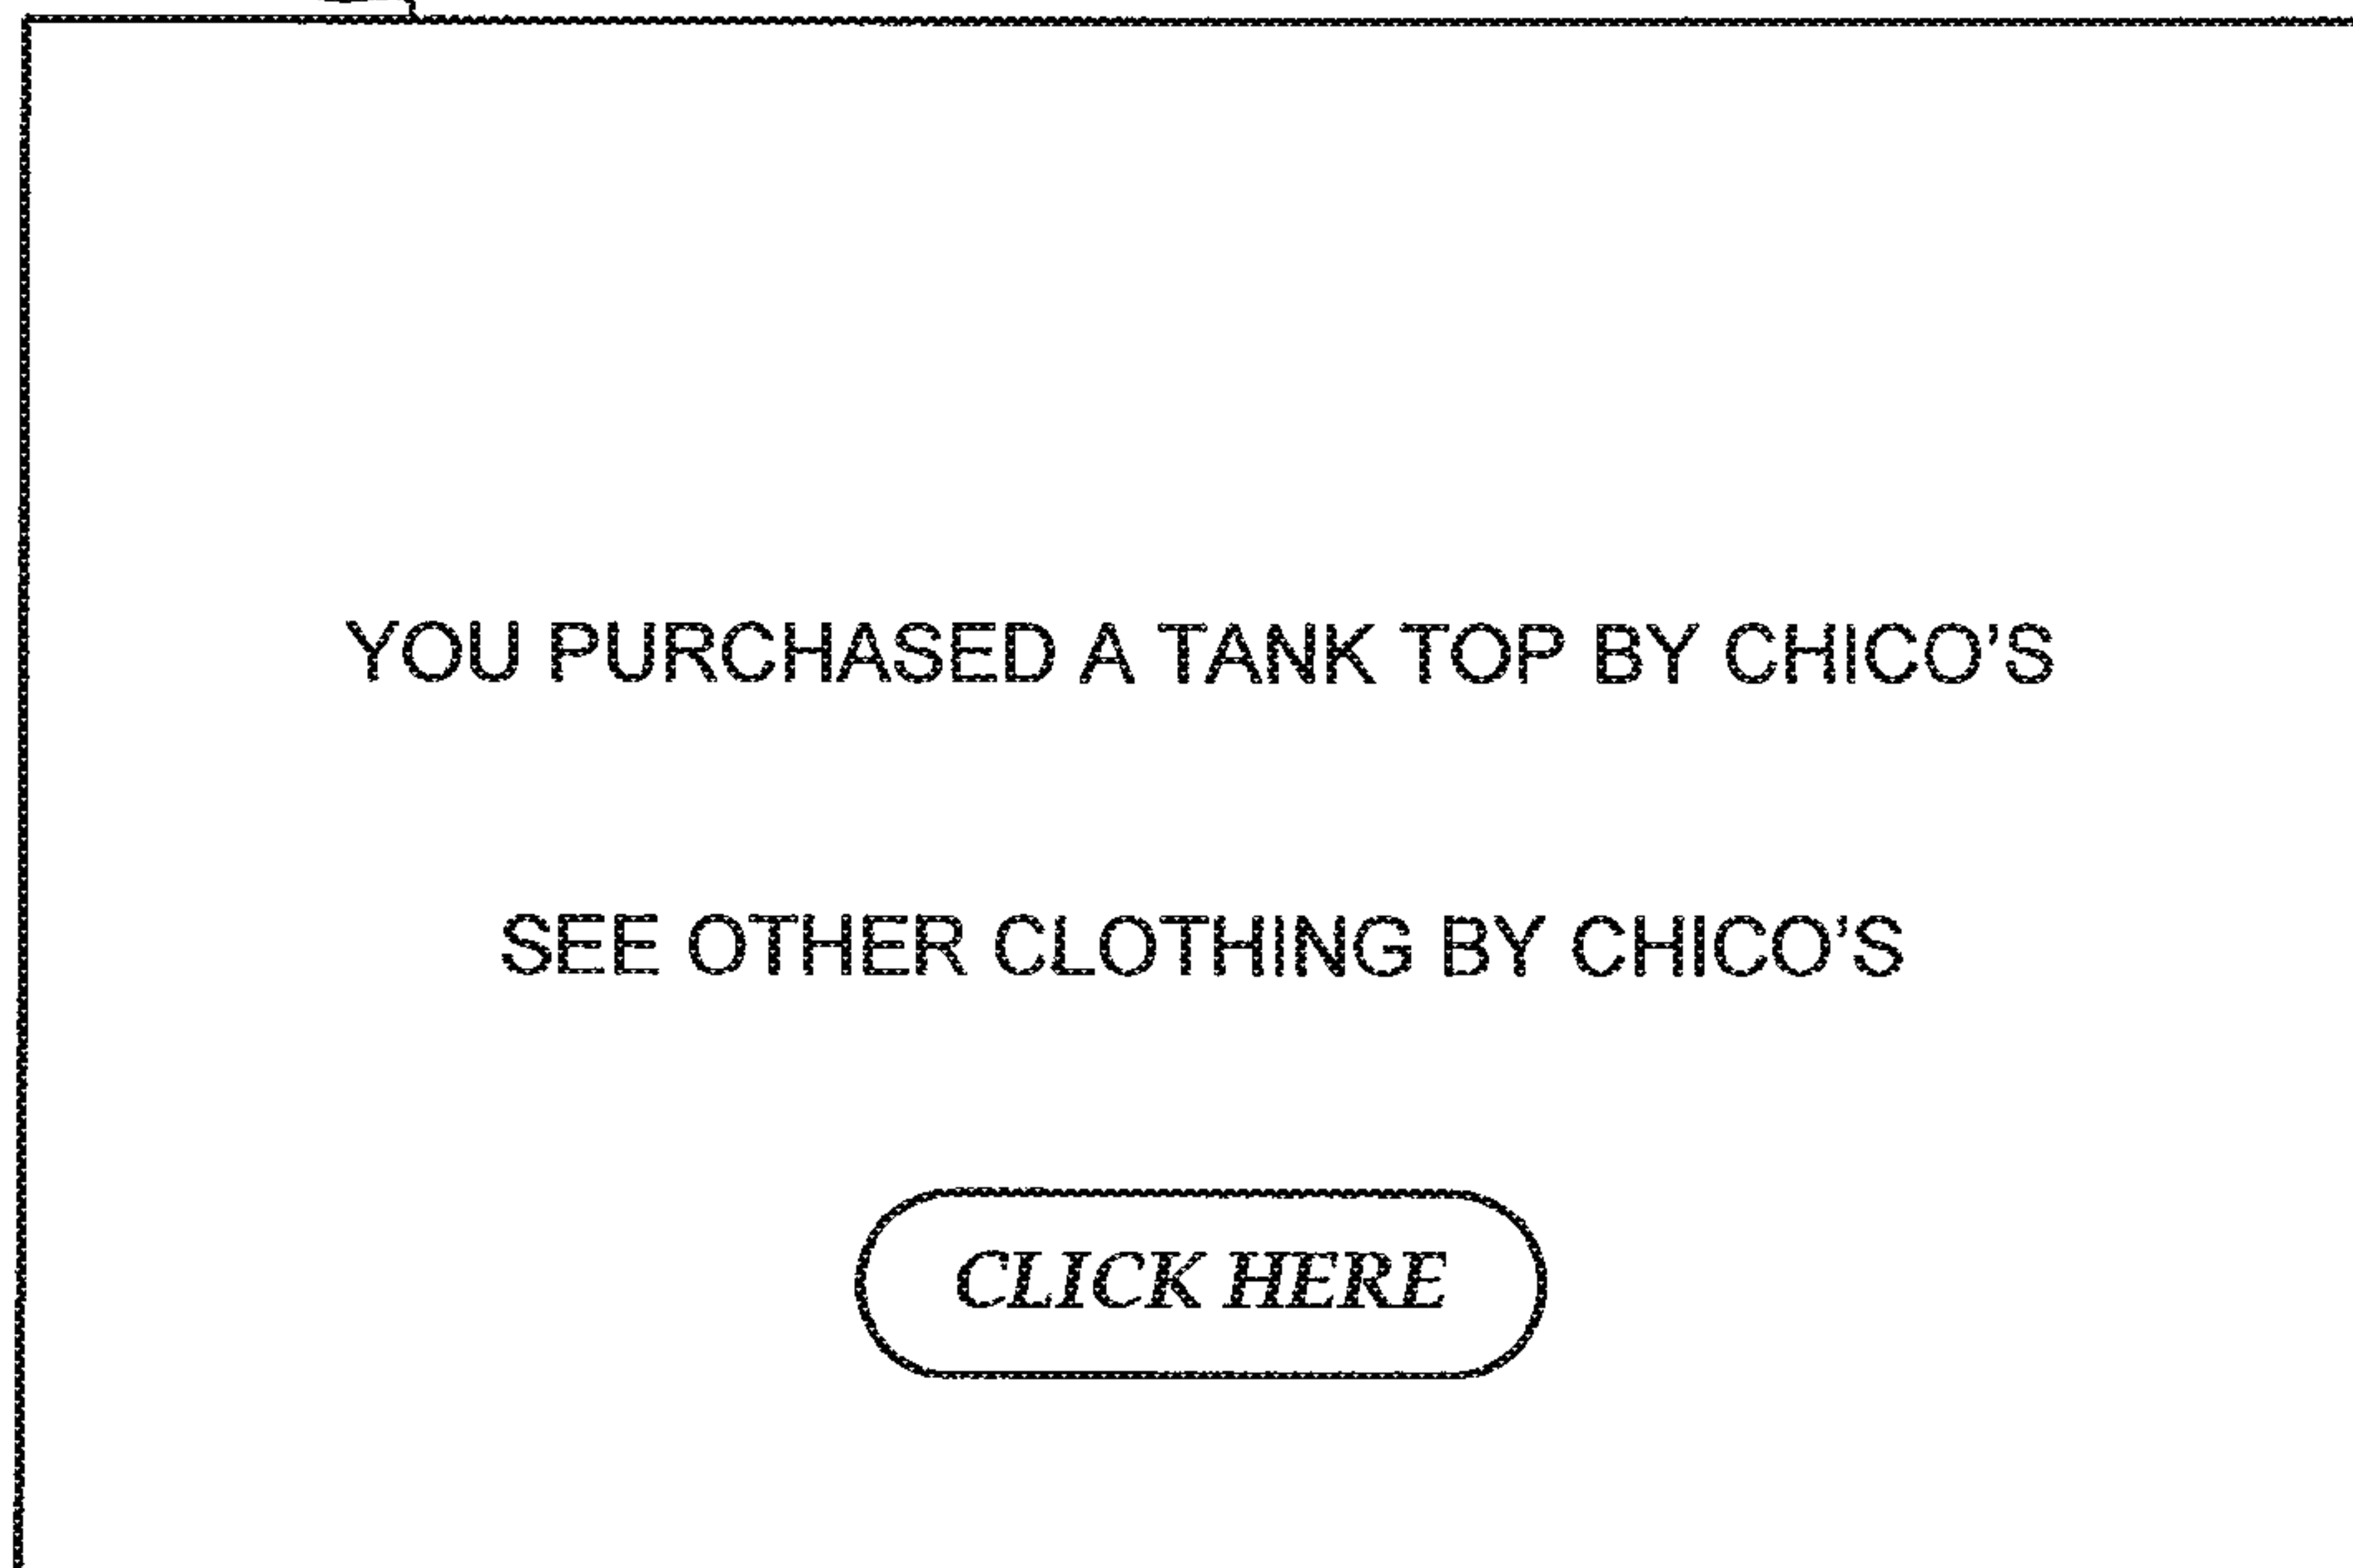 YOU PURCHASED A TANK TOP BY CHICO'S
SEE OTHER CLOTHING BY CHICO'S
CLICK HERE